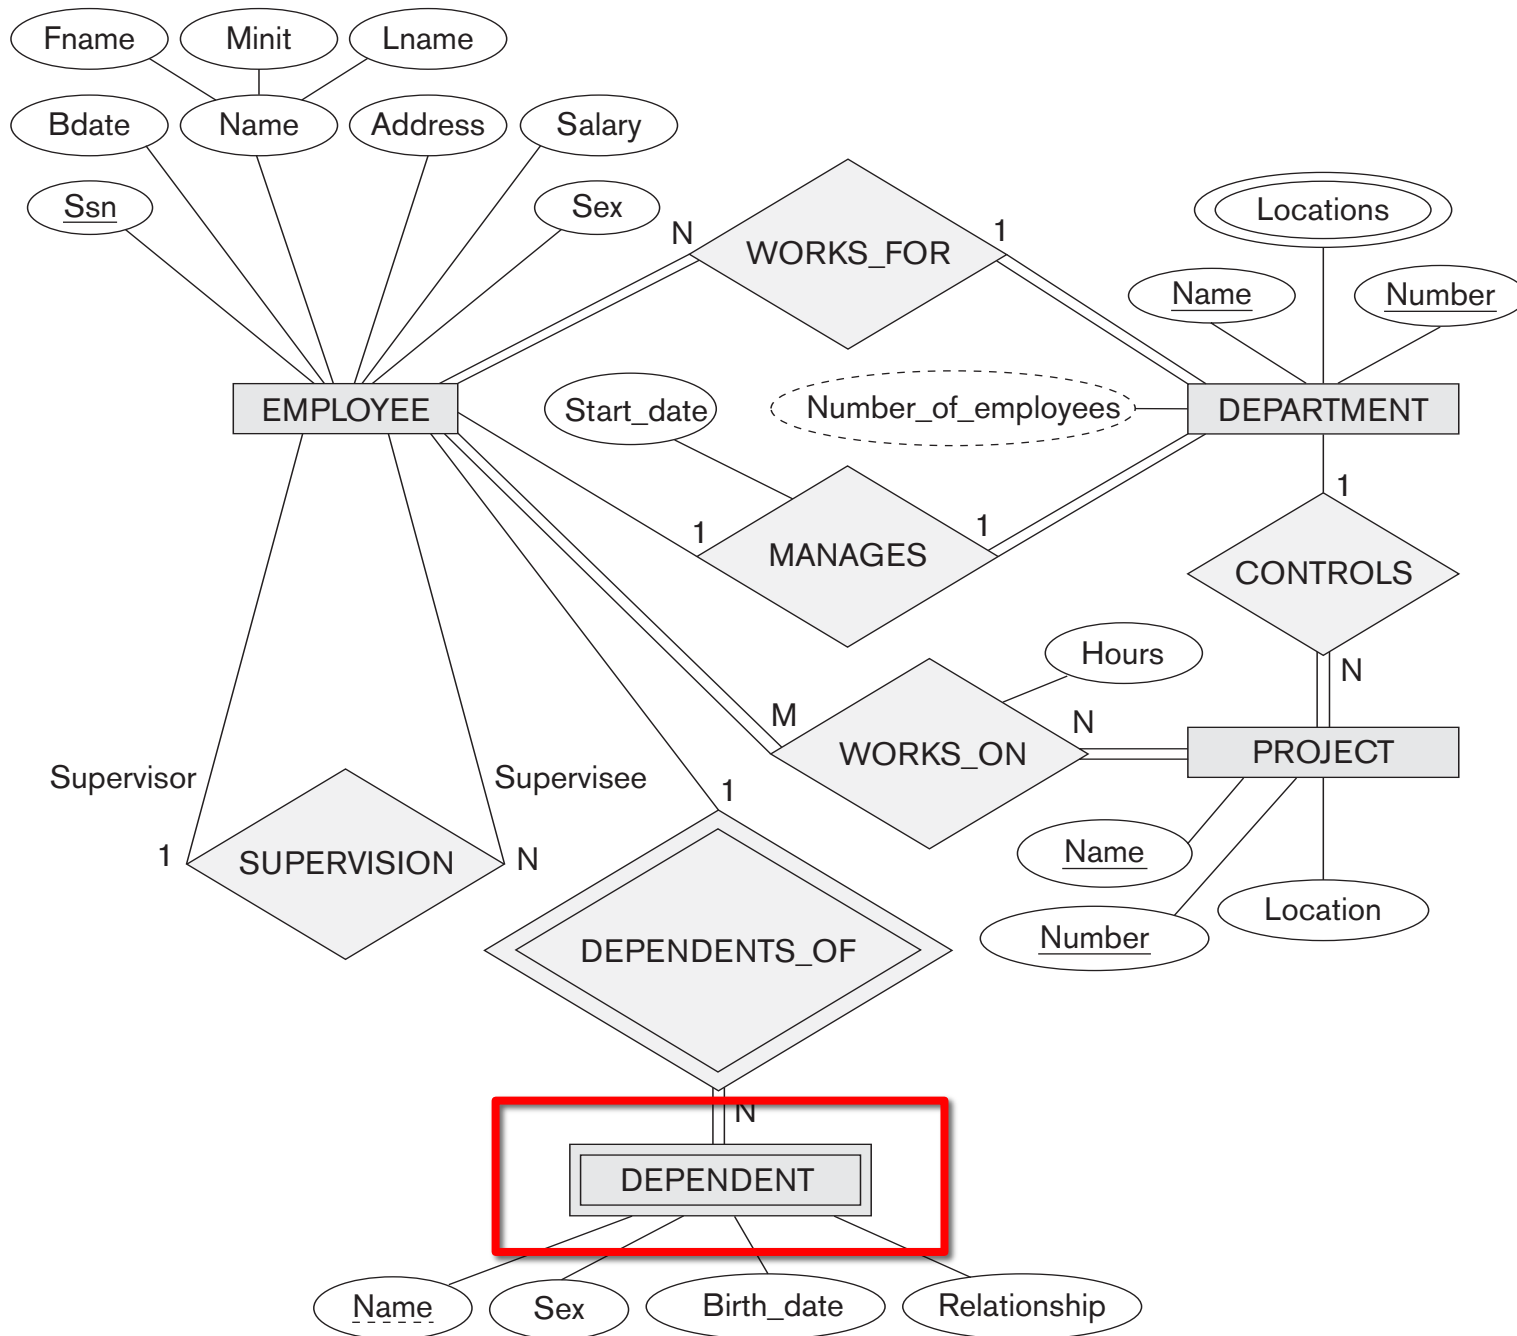 Fname Minit Lname
Bdate Name Address Salary
Ssn Sex
N WORKS_FOR 1
Locations
Name Number
EMPLOYEE Start_date Number_of_employees DEPARTMENT
1 MANAGES 1
1
CONTROLS
N
Hours
M WORKS_ON N
PROJECT
Supervisor Supervisee
1 SUPERVISION N
1
Name
Number
Location
DEPENDENTS_OF
N
DEPENDENT
Name Sex Birth_date Relationship